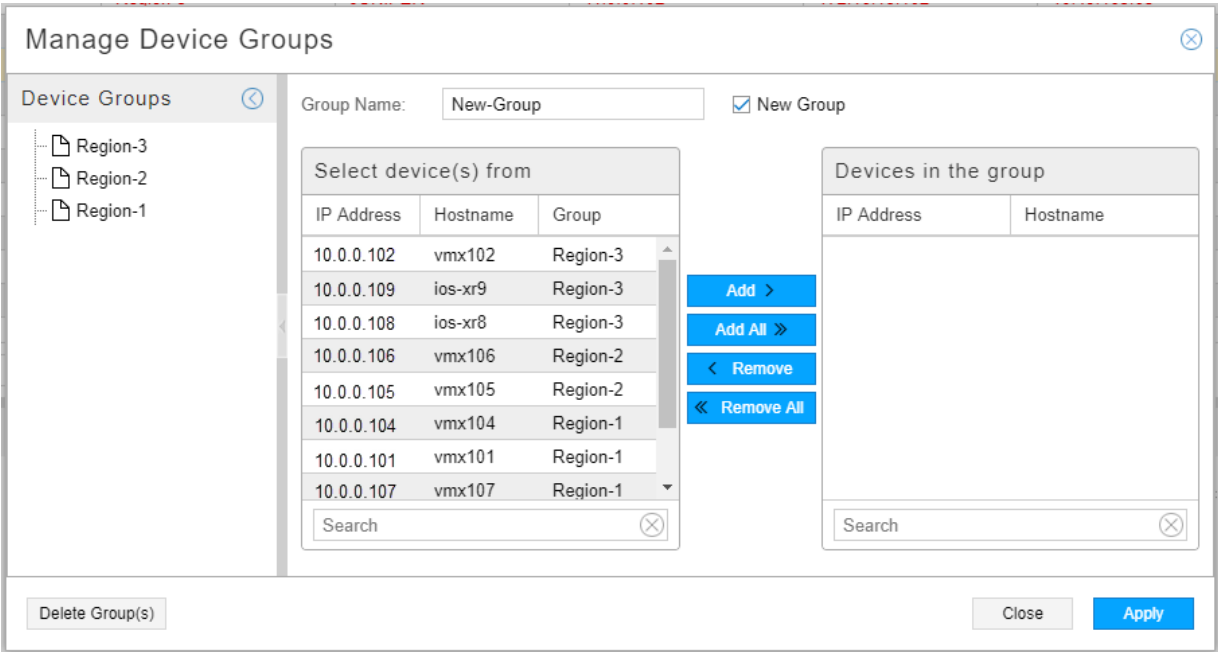 Manage Device Groups
Device Groups
Region-3
Region-2
Region-1
Group Name: New-Group New Group
Select device(s) from
IP Address Hostname Group
10.0.0.102 vmx102 Region-3
10.0.0.109 ios-xr9 Region-3
10.0.0.108 ios-xr8 Region-3
10.0.0.106 vmx106 Region-2
10.0.0.105 vmx105 Region-2
10.0.0.104 vmx104 Region-1
10.0.0.101 vmx101 Region-1
10.0.0.107 vmx107 Region-1
Search
Add
Add All
Remove
Remove All
Devices in the group
IP Address Hostname
Search
Delete Group(s) Close Apply